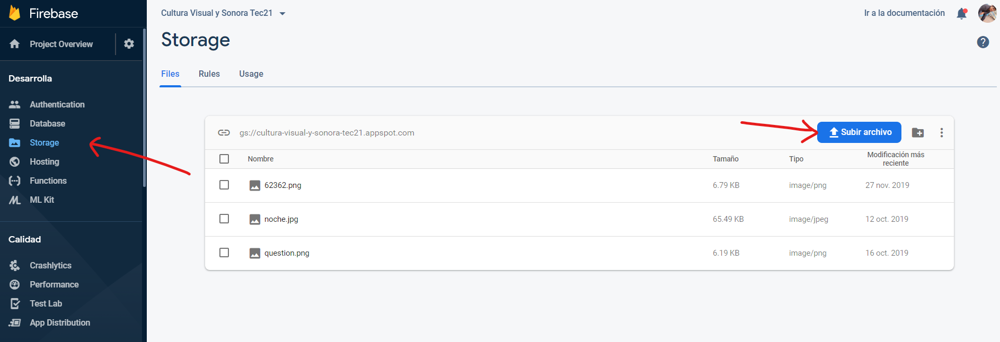 Firebase
Project Overview
Desarrolla
Authentication
Database
Storage
Hosting
Functions
ML Kit
Calidad
Crashlytics
Performance
Test Lab
App Distribution
Cultura Visual y Sonora Tec21
Ir a la documentación
Storage
Files Rules Usage
gs://cultura-visual-y-sonora-tec21.appspot.com
Subir archivo
Nombre Tamaño Tipo Modificación más
reciente
62362.png 6.79 KB image/png 27 nov. 2019
noche.jpg 65.49 KB image/jpeg 12 oct. 2019
question.png 6.19 KB image/png 16 oct. 2019